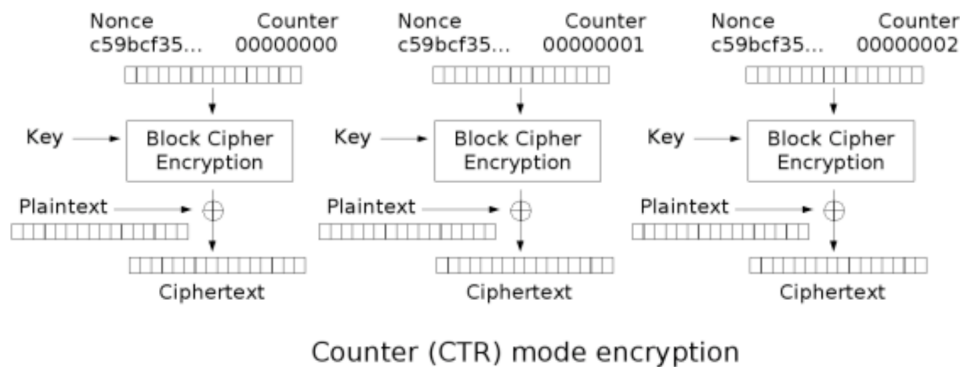 Nonce Counter
c59bcf35... 00000000
Key
Block Cipher
Encryption
Plaintext
Ciphertext
Nonce Counter
c59bcf35... 00000001
Key
Block Cipher
Encryption
Plaintext
Ciphertext
Nonce Counter
c59bcf35... 00000002
Key
Block Cipher
Encryption
Plaintext
Ciphertext
Counter (CTR) mode encryption